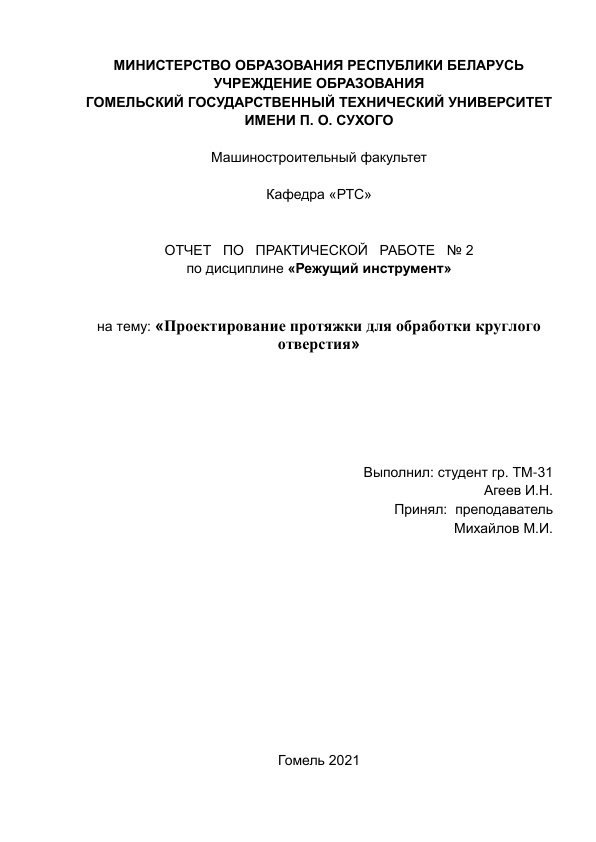 МИНИСТЕРСТВО ОБРАЗОВАНИЯ РЕСПУБЛИКИ БЕЛАРУСЬ
УЧРЕЖДЕНИЕ ОБРАЗОВАНИЯ
ГОМЕЛЬСКИЙ ГОСУДАРСТВЕННЫЙ ТЕХНИЧЕСКИЙ УНИВЕРСИТЕТ
ИМЕНИ П. О. СУХОГО
Машиностроительный факультет
Кафедра «РТС»
ОТЧЕТ ПО ПРАКТИЧЕСКОЙ РАБОТЕ № 2
по дисциплине «Режущий инструмент»
на тему: «Проектирование протяжки для обработки круглого
отверстия»
Выполнил: студент гр. ТМ-31
Агеев И.Н.
Принял: преподаватель
Михайлов М.И.
Гомель 2021